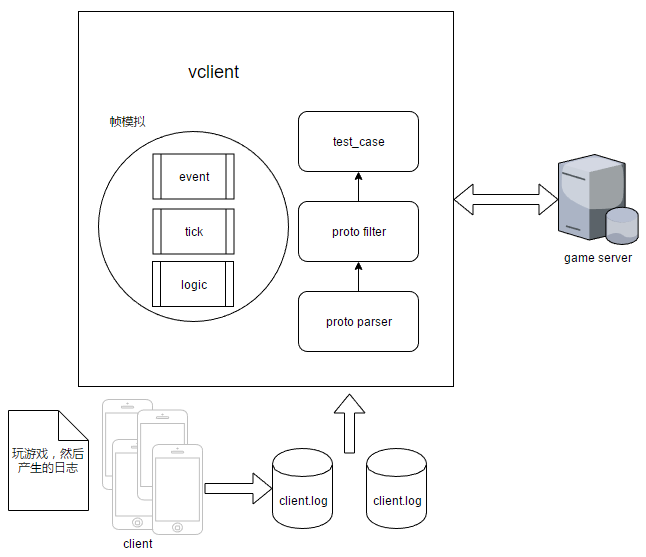 vclient
帧模拟
event
tick
logic
test_case
proto filter
proto parser
game server
玩游戏，然后
产生的日志
client
client.log
client.log